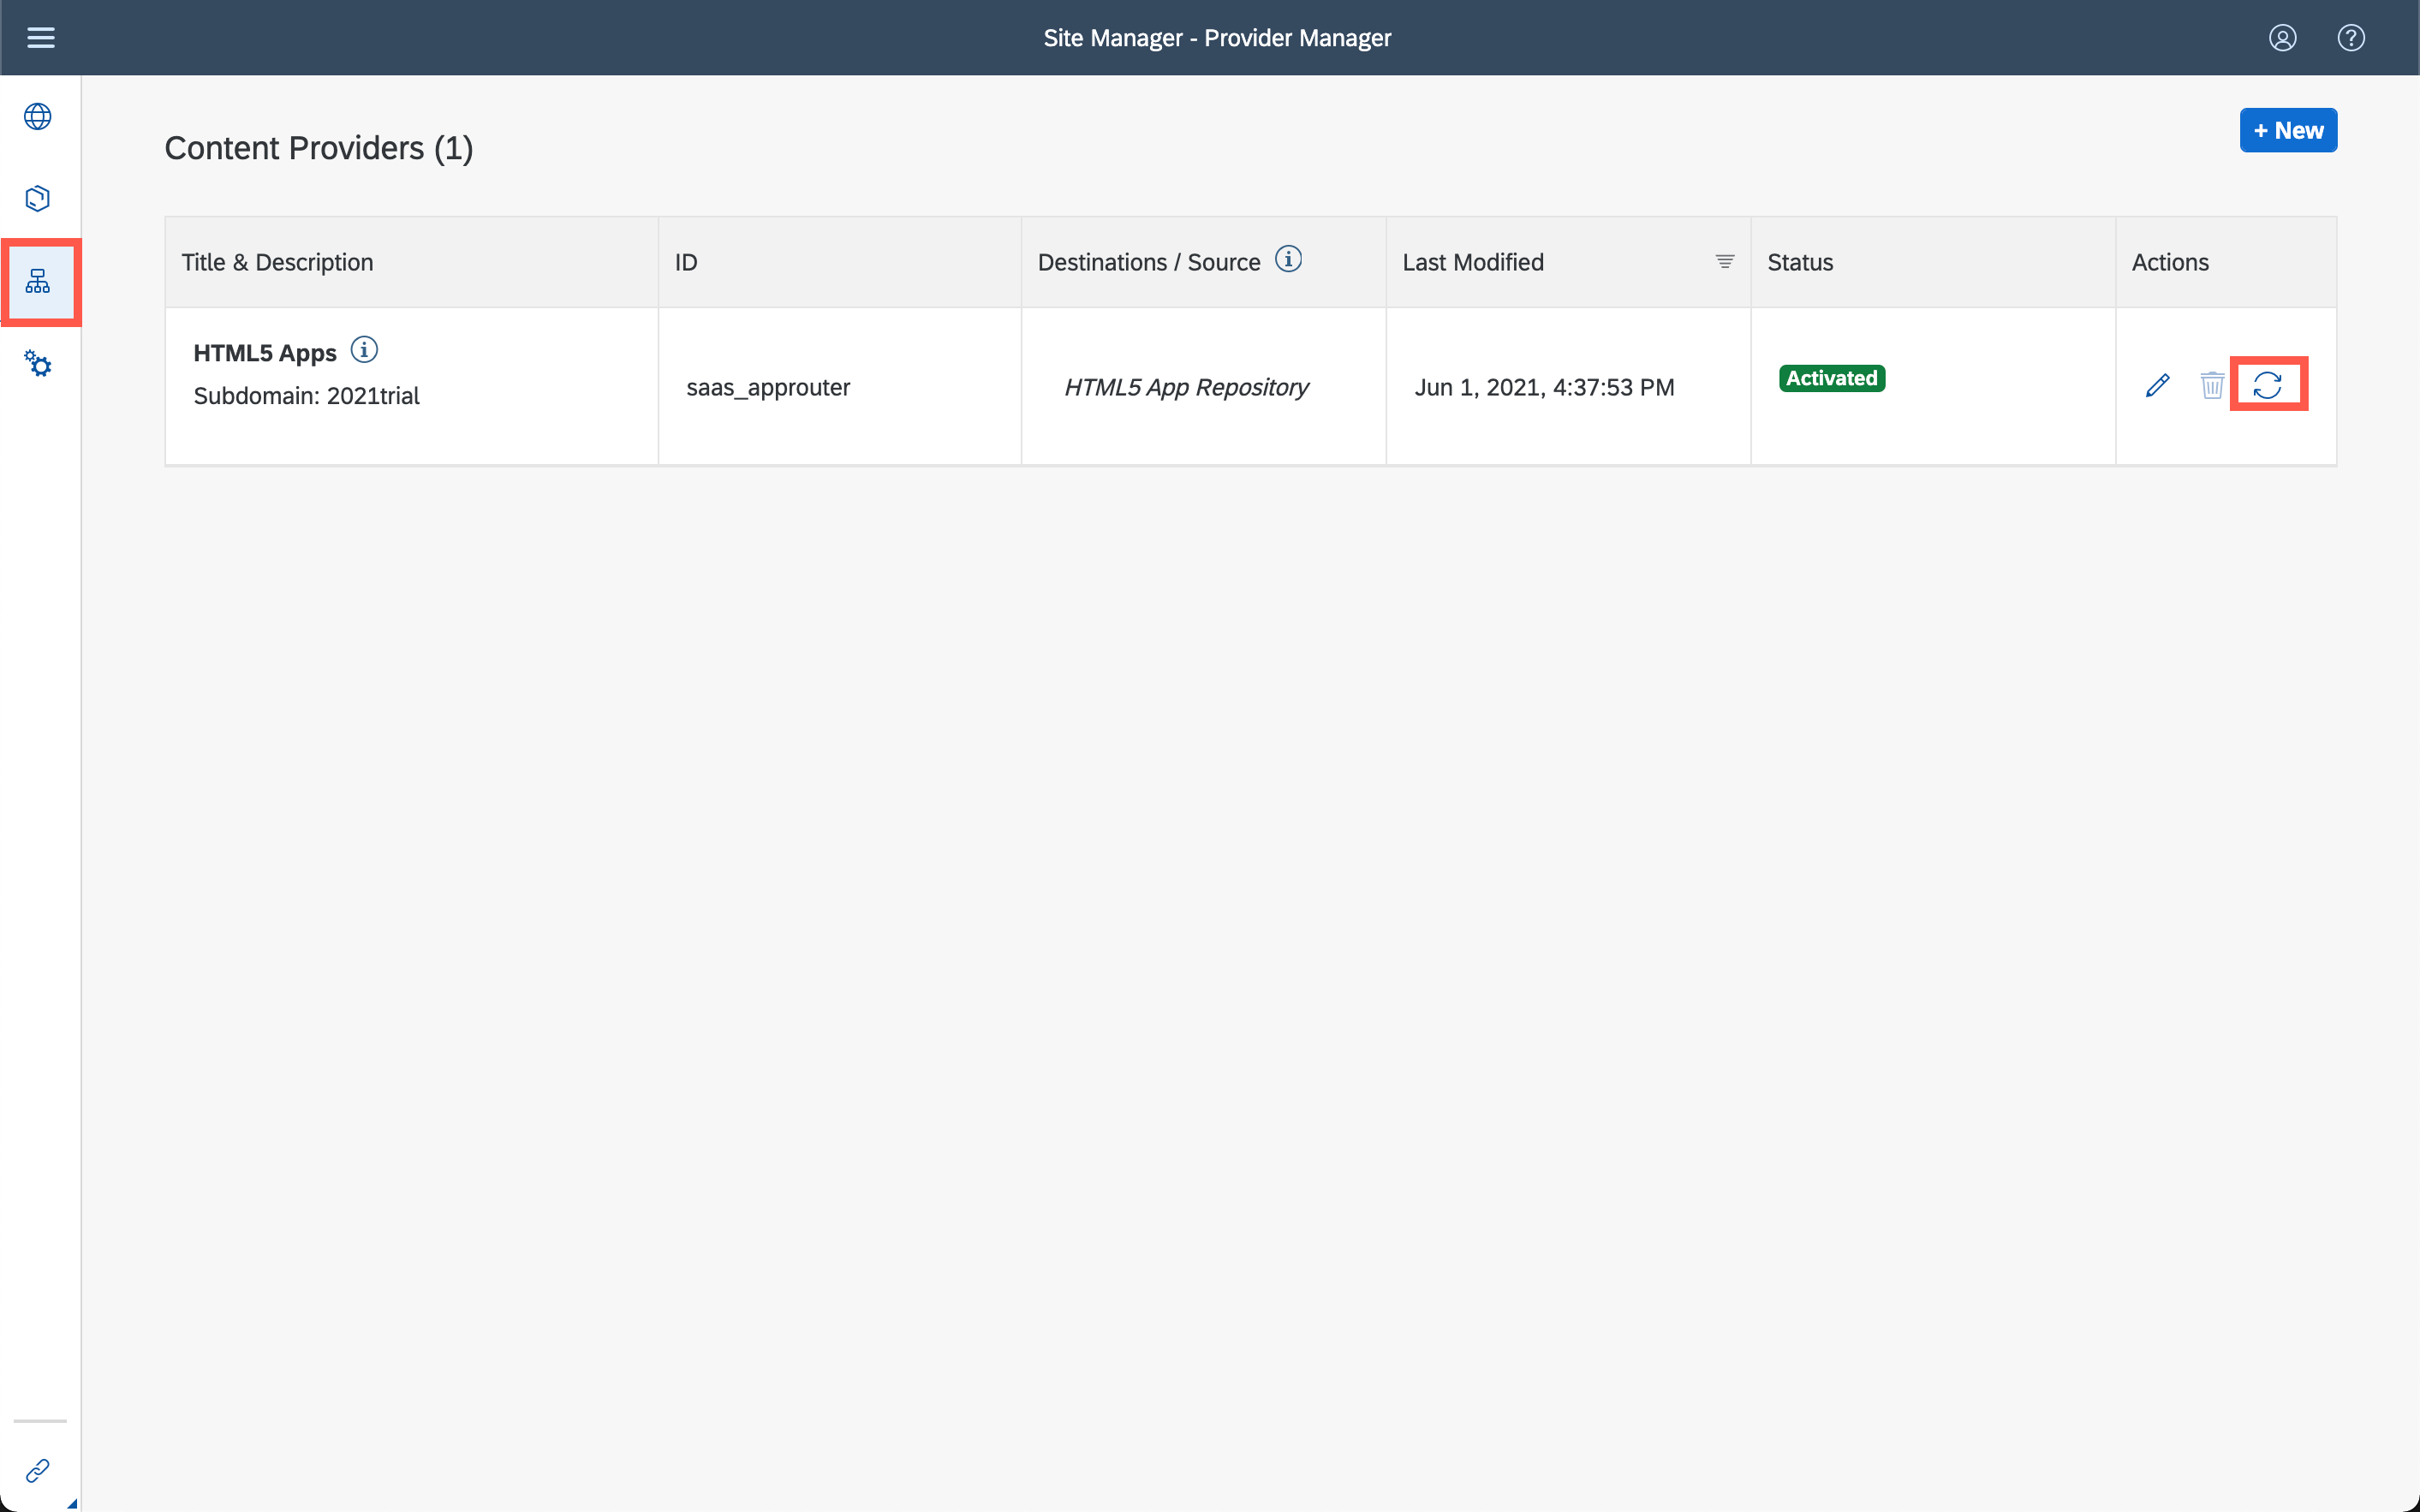 Site Manager - Provider Manager
Content Providers (1)
+ New
Title & Description
ID
Destinations / Source
Last Modified
Status
Actions
HTML5 Apps
Subdomain: 2021trial
saas_approuter
HTML5 App Repository
Jun 1, 2021, 4:37:53 PM
Activated